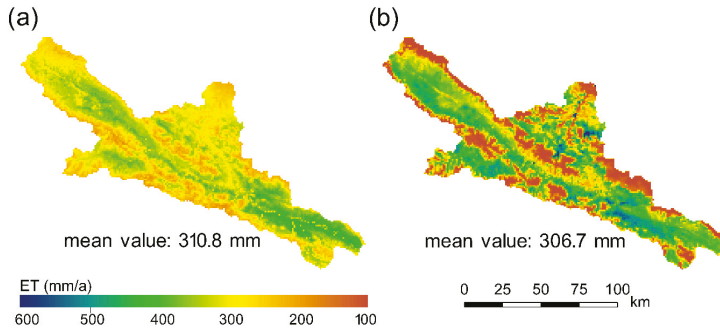 (a)
(b)
mean value: 310.8 mm
mean value: 306.7 mm
ET (mm/a)
600 500 400 300 200 100
0 25 50 75 100
km